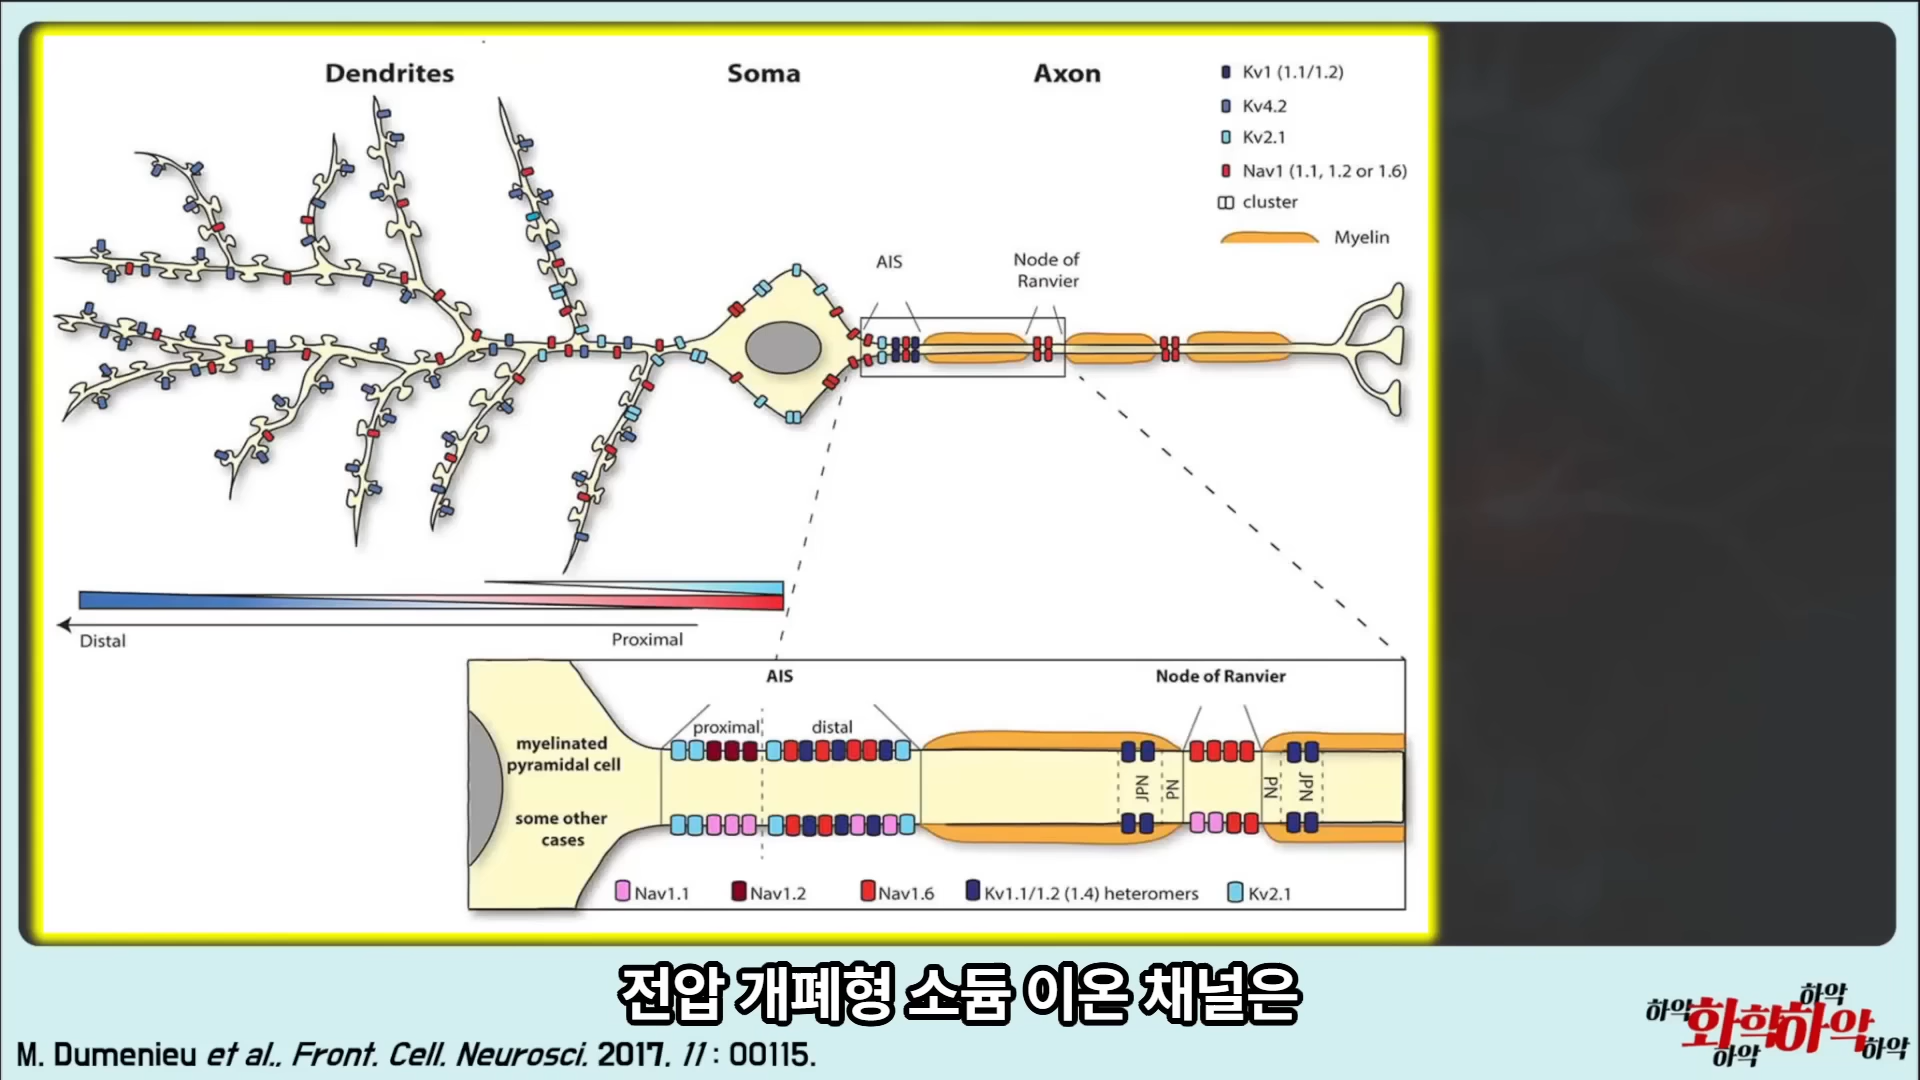 Dendrites
Soma
Axon
Kv1 (1.1/1.2)
Kv4.2
Kv2.1
Nav1 (1.1, 1.2 or 1.6)
cluster
Myelin
AIS
Node of
Ranvier
Distal
Proximal
AIS
Node of Ranvier
proximal
distal
myelinated
pyramidal cell
JPN
PN
PN
JPN
some other
cases
Nav1.1
Nav1.2
Nav1.6
Kv1.1/1.2 (1.4) heteromers
Kv2.1
전압 개폐형 소듐 이온 채널은
하악
하악
화학하악
하악
하악
M. Dumenieu et al., Front. Cell. Neurosci. 2017, 11 : 00115.